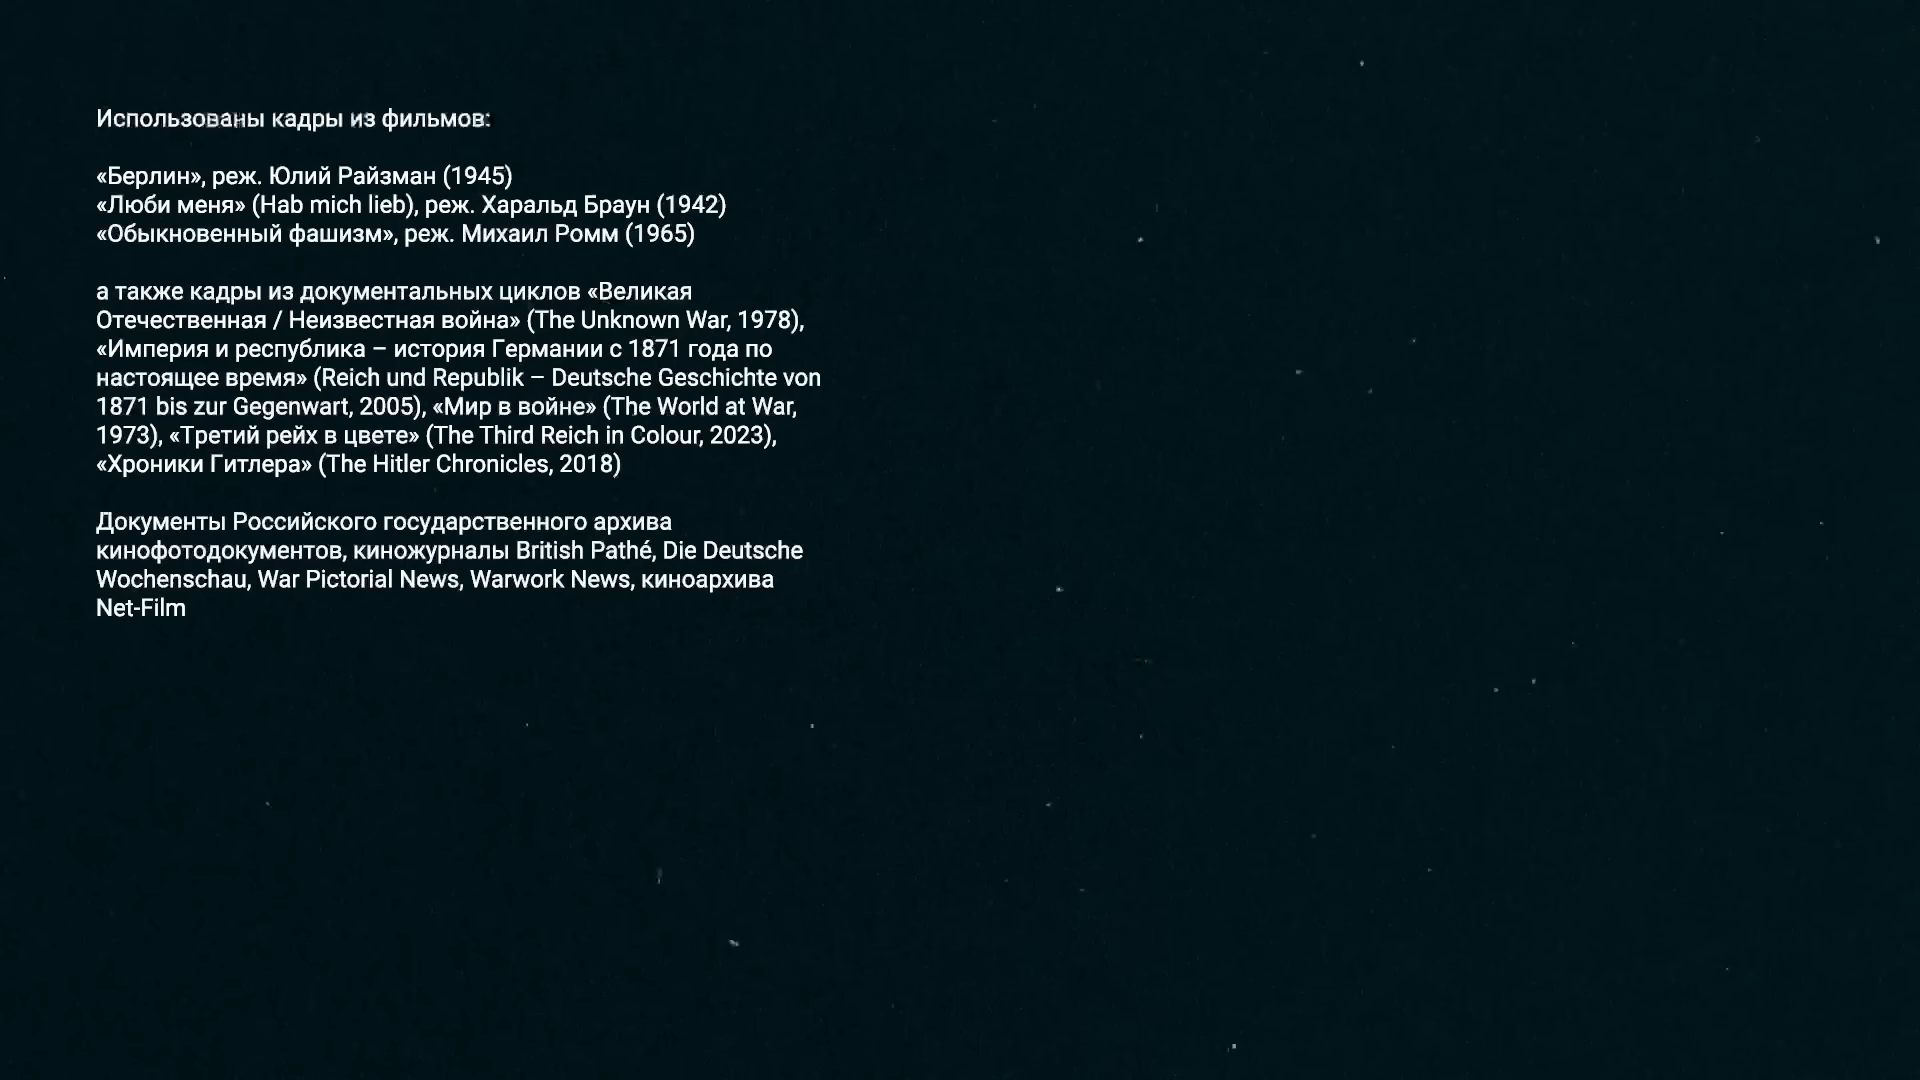 Использованы кадры из фильмов:
«Берлин», реж. Юлий Райзман (1945)
«Люби меня» (Hab mich lieb), реж. Харальд Браун (1942)
«Обыкновенный фашизм», реж. Михаил Ромм (1965)
а также кадры из документальных циклов «Великая
Отечественная / Неизвестная война» (The Unknown War, 1978),
«Империя и республика – история Германии с 1871 года по
настоящее время» (Reich und Republik – Deutsche Geschichte von
1871 bis zur Gegenwart, 2005), «Мир в войне» (The World at War,
1973), «Третий рейх в цвете» (The Third Reich in Colour, 2023),
«Хроники Гитлера» (The Hitler Chronicles, 2018)
Документы Российского государственного архива
кинофотодокументов, киножурналы British Pathé, Die Deutsche
Wochenschau, War Pictorial News, Warwork News, киноархива
Net-Film